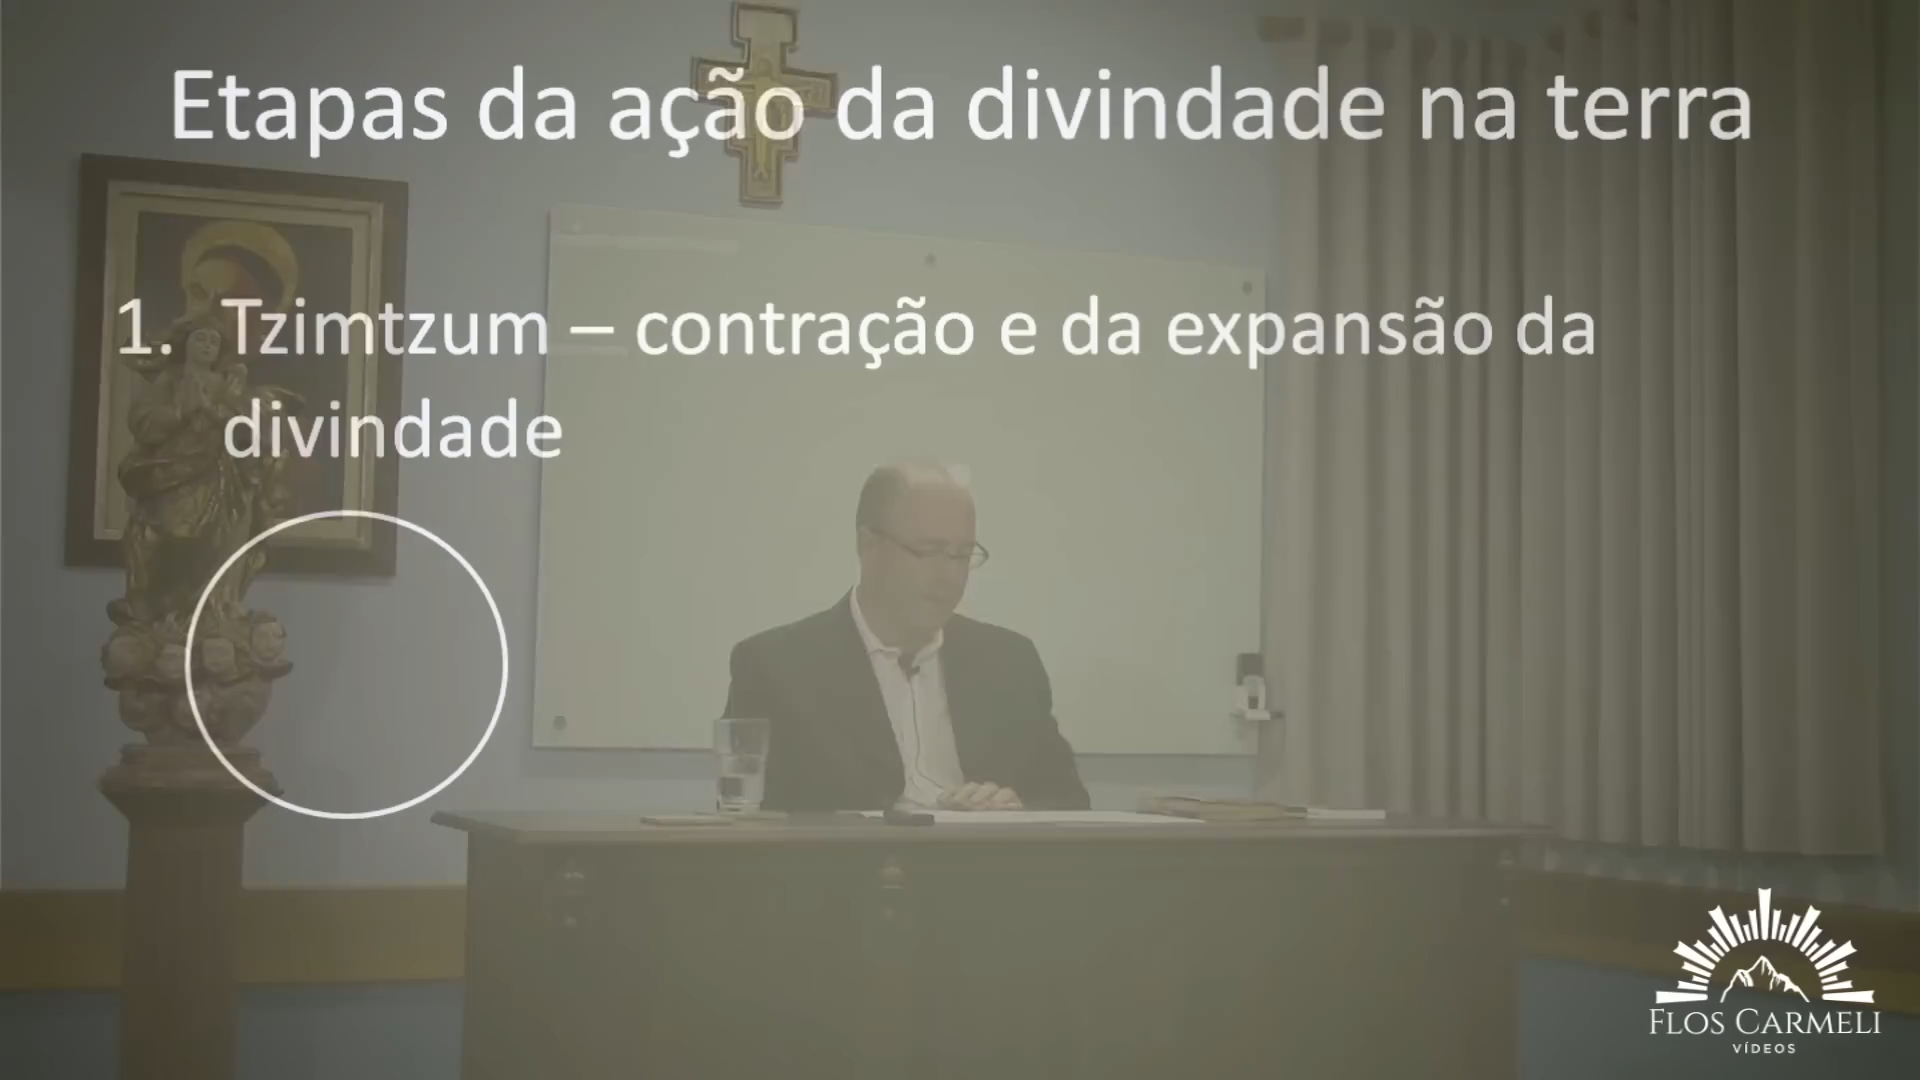 Etapas da ação da divindade na terra
1. Tzimtzum – contração e da expansão da
divindade
FLOS CARMELI
VÍDEOS